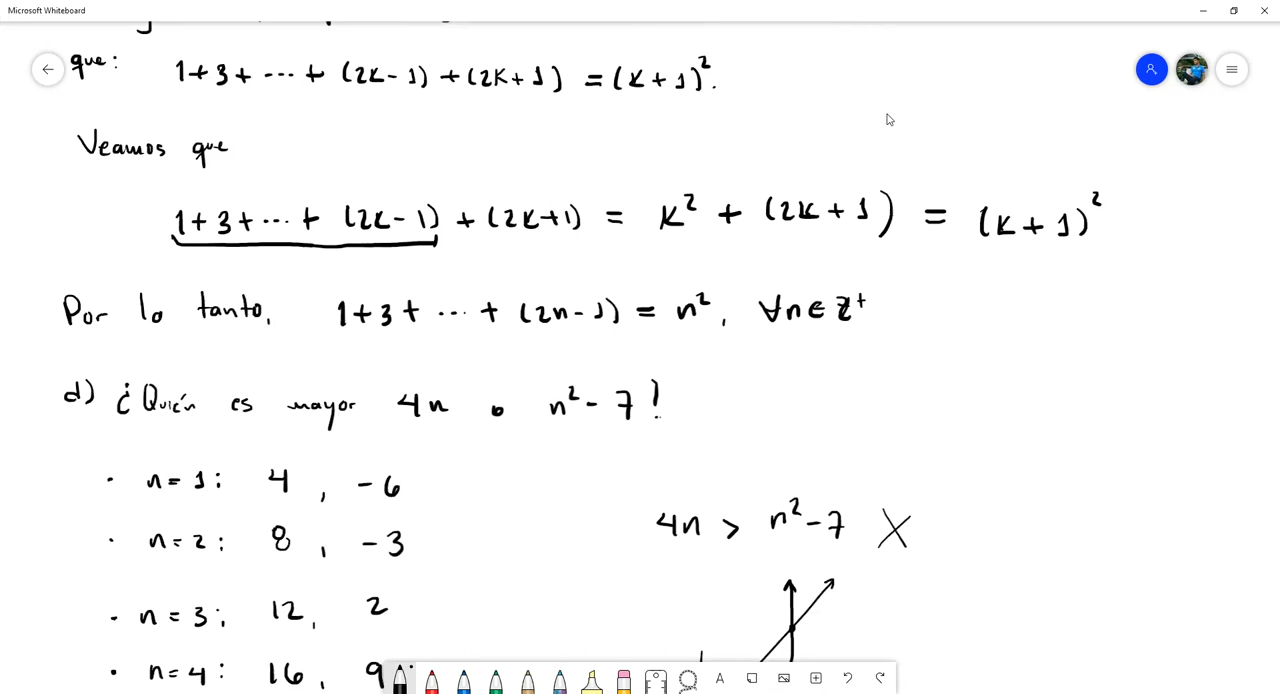 Microsoft Whiteboard
que: 1+3+ ... + (2k-1) + (2k+1) = (k+1)².
Veamos que
1+3+ ... + (2k-1) + (2k+1) = k² + (2k+1) = (k+1)²
Por lo tanto, 1+3+ ... + (2n-1) = n², ∀n∈Z⁺
d) ¿Quién es mayor 4n o n²-7?
· n=1: 4, -6
4n > n²-7 X
· n=2: 8, -3
· n=3: 12, 2
· n=4: 16, 9
A